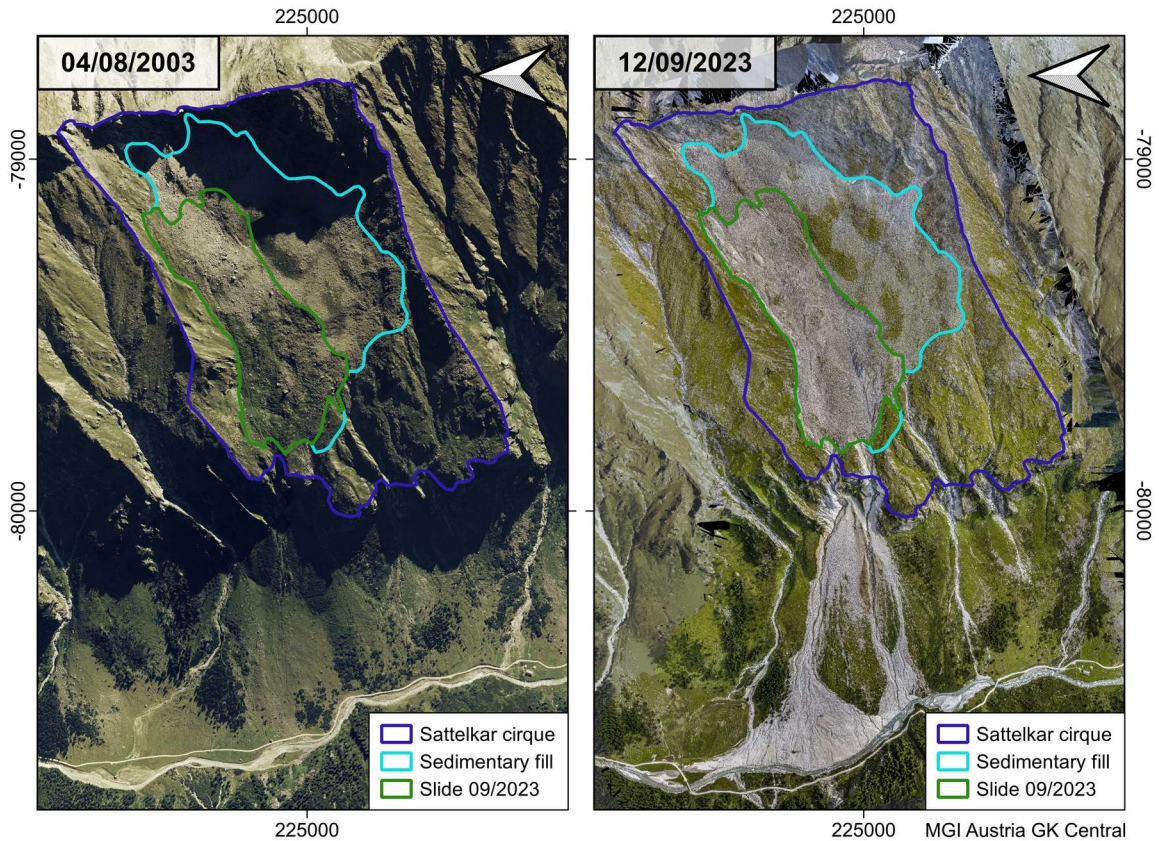 225000
225000
04/08/2003
12/09/2023
-79000
-79000
-80000
-80000
Sattelkar cirque
Sedimentary fill
Slide 09/2023
Sattelkar cirque
Sedimentary fill
Slide 09/2023
225000
225000
MGI Austria GK Central